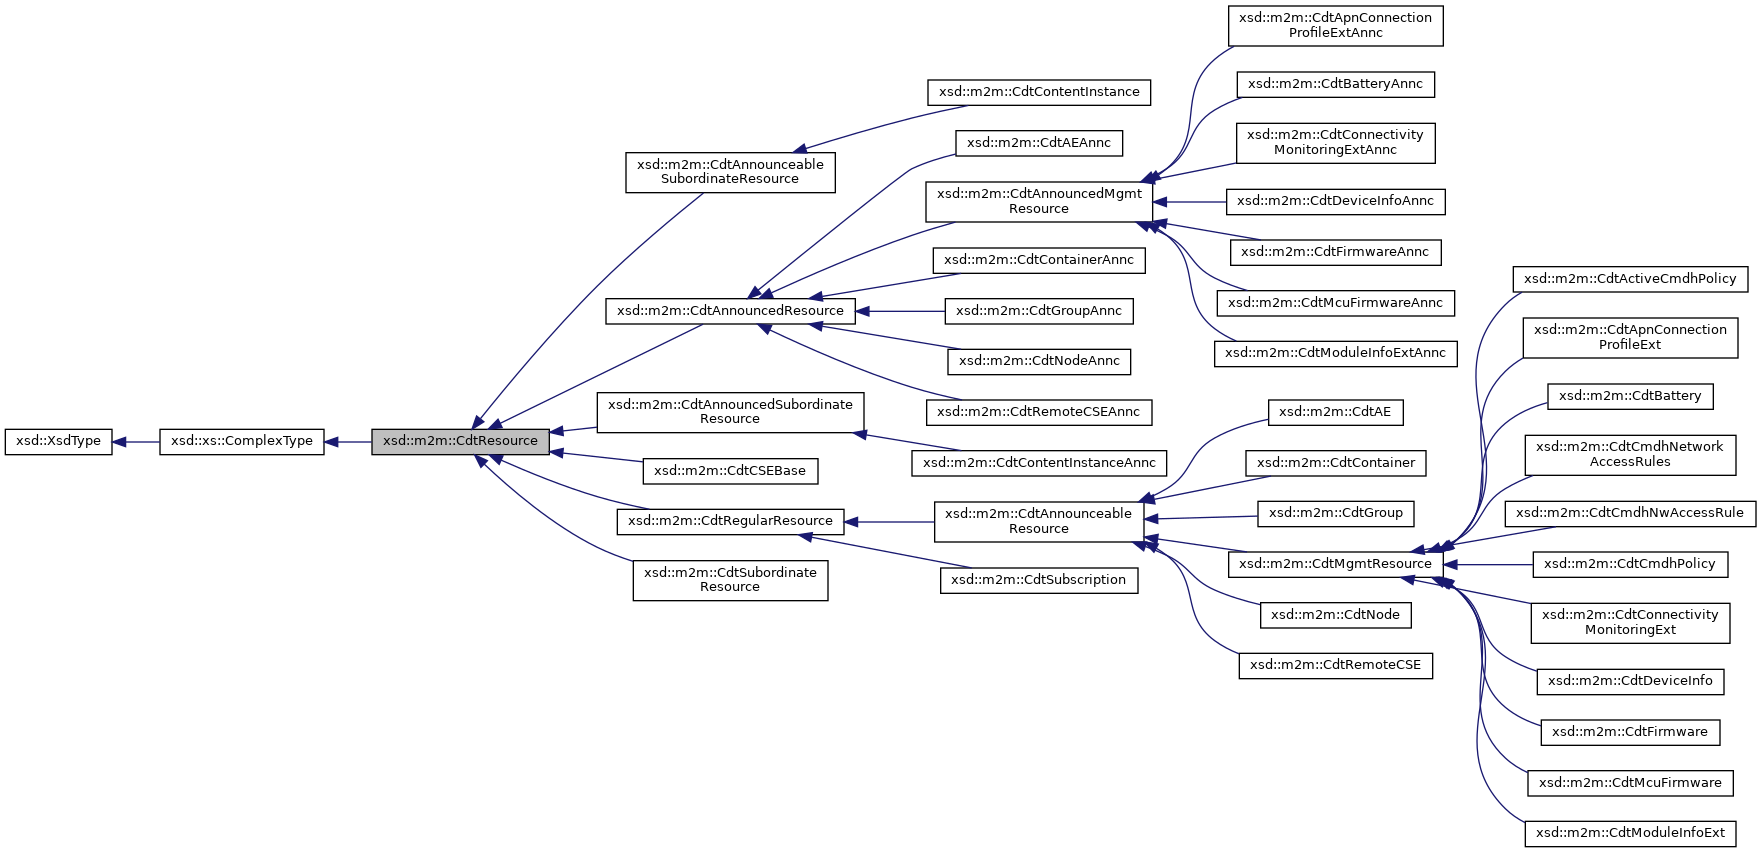 xsd::XsdType
xsd::xs::ComplexType
xsd::m2m::CdtResource
xsd::m2m::CdtAnnounceable
SubordinateResource
xsd::m2m::CdtAnnouncedResource
xsd::m2m::CdtAnnouncedSubordinate
Resource
xsd::m2m::CdtCSEBase
xsd::m2m::CdtRegularResource
xsd::m2m::CdtSubordinate
Resource
xsd::m2m::CdtContentInstance
xsd::m2m::CdtAEAnnc
xsd::m2m::CdtAnnouncedMgmt
Resource
xsd::m2m::CdtContainerAnnc
xsd::m2m::CdtGroupAnnc
xsd::m2m::CdtNodeAnnc
xsd::m2m::CdtRemoteCSEAnnc
xsd::m2m::CdtContentInstanceAnnc
xsd::m2m::CdtAnnounceable
Resource
xsd::m2m::CdtSubscription
xsd::m2m::CdtApnConnection
ProfileExtAnnc
xsd::m2m::CdtBatteryAnnc
xsd::m2m::CdtConnectivity
MonitoringExtAnnc
xsd::m2m::CdtDeviceInfoAnnc
xsd::m2m::CdtFirmwareAnnc
xsd::m2m::CdtMcuFirmwareAnnc
xsd::m2m::CdtModuleInfoExtAnnc
xsd::m2m::CdtAE
xsd::m2m::CdtContainer
xsd::m2m::CdtGroup
xsd::m2m::CdtMgmtResource
xsd::m2m::CdtNode
xsd::m2m::CdtRemoteCSE
xsd::m2m::CdtActiveCmdhPolicy
xsd::m2m::CdtApnConnection
ProfileExt
xsd::m2m::CdtBattery
xsd::m2m::CdtCmdhNetwork
AccessRules
xsd::m2m::CdtCmdhNwAccessRule
xsd::m2m::CdtCmdhPolicy
xsd::m2m::CdtConnectivity
MonitoringExt
xsd::m2m::CdtDeviceInfo
xsd::m2m::CdtFirmware
xsd::m2m::CdtMcuFirmware
xsd::m2m::CdtModuleInfoExt